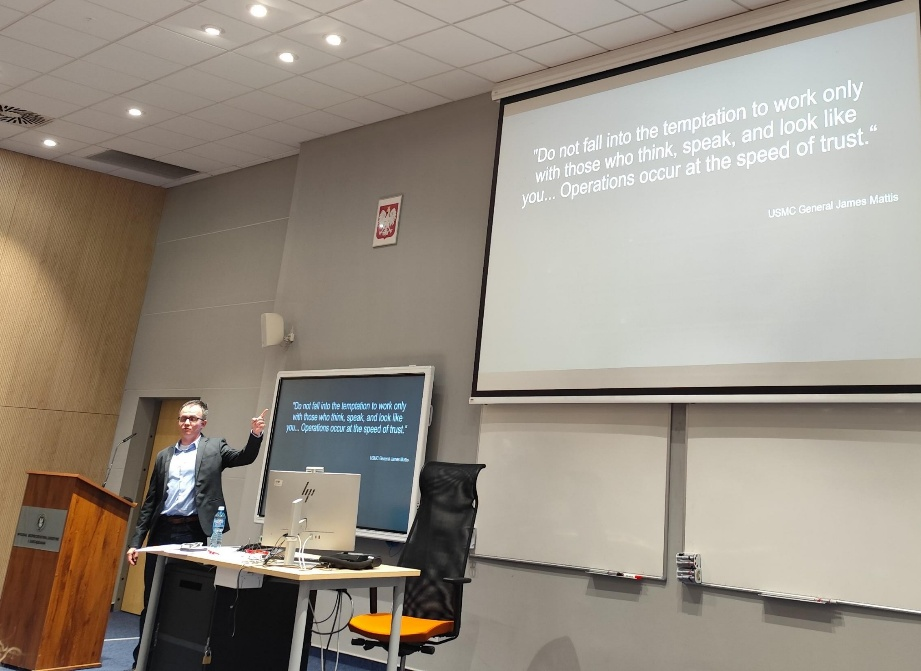 "Do not fall into the temptation to work only
with those who think, speak, and look like
you... Operations occur at the speed of trust."
USMC General James Mattis
"Do not fall into the temptation to work only
with those who think, speak, and look like
you... Operations occur at the speed of trust."
USMC General James Mattis
hp